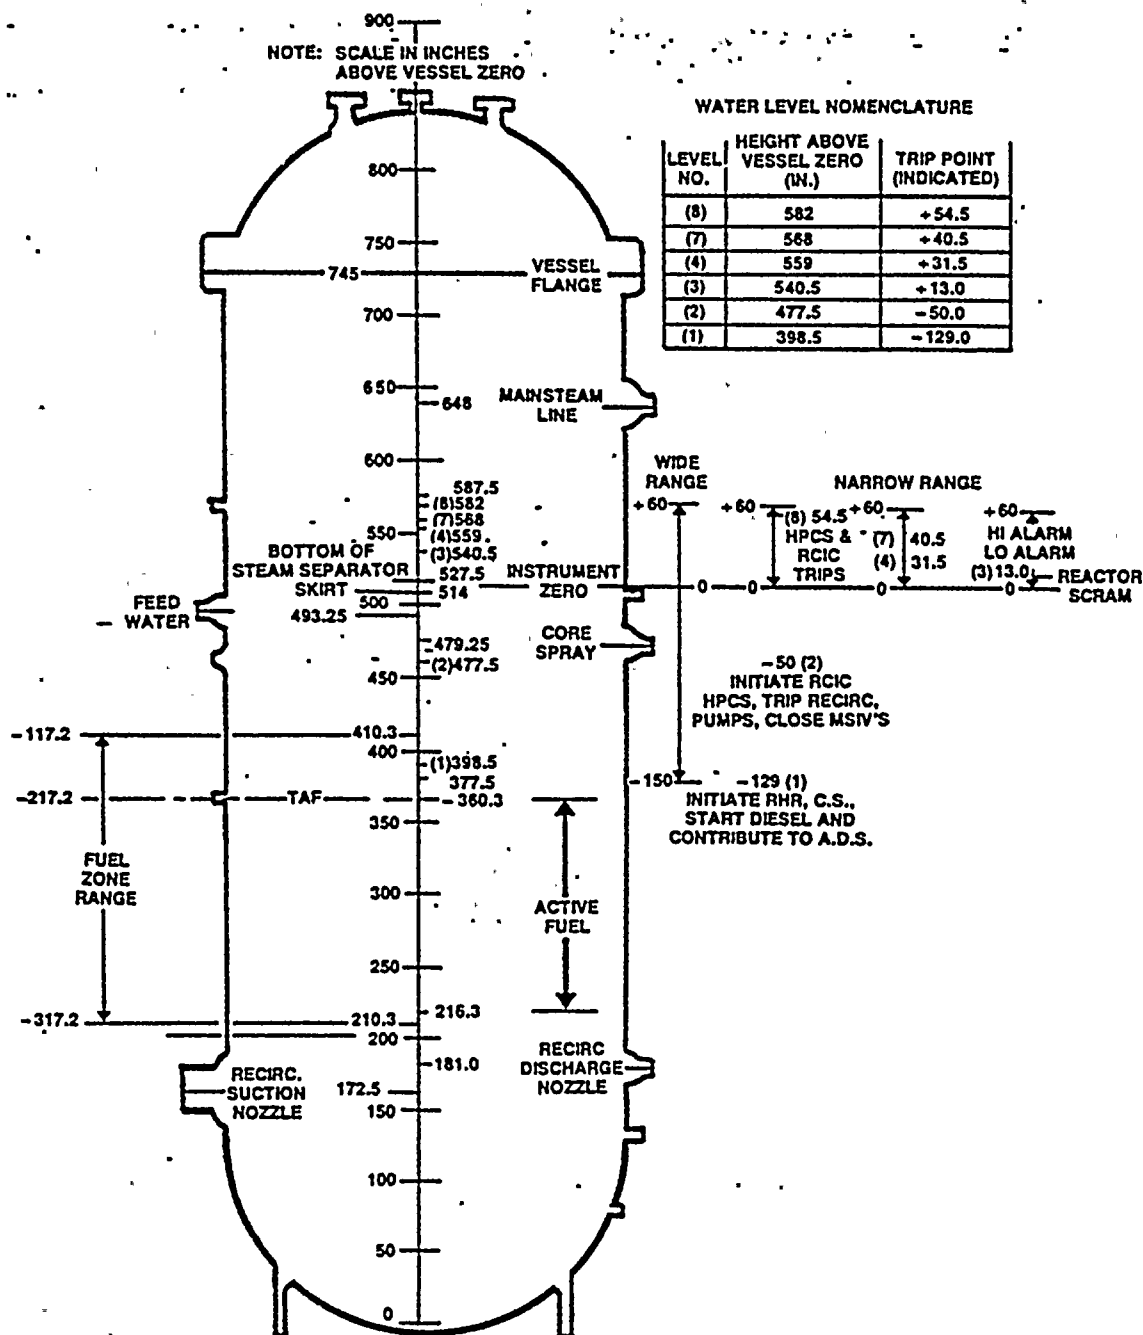 900
NOTE: SCALE IN INCHES
ABOVE VESSEL ZERO
WATER LEVEL NOMENCLATURE
LEVEL NO. HEIGHT ABOVE VESSEL ZERO (IN.) TRIP POINT (INDICATED)
(8) 582 +54.5
(7) 568 +40.5
(4) 559 +31.5
(3) 540.5 +13.0
(2) 477.5 -50.0
(1) 398.5 -129.0
800
750
745
VESSEL
FLANGE
700
650
648
MAINSTEAM
LINE
600
587.5
(8)582
(7)568
550
(4)559.
(3)540.5
BOTTOM OF
STEAM SEPARATOR
SKIRT
527.5
514
INSTRUMENT
ZERO
500
FEED
WATER
493.25
479.25
(2)477.5
CORE
SPRAY
450
WIDE
RANGE
+60
0
-150
NARROW RANGE
+60
0
(8) 54.5
HPCS &
RCIC
TRIPS
+60
(7) 40.5
(4) 31.5
0
+60
HI ALARM
LO ALARM
(3)13.0
0
REACTOR
SCRAM
-50 (2)
INITIATE RCIC
HPCS, TRIP RECIRC,
PUMPS, CLOSE MSIV'S
-129 (1)
INITIATE RHR, C.S.,
START DIESEL AND
CONTRIBUTE TO A.D.S.
-117.2
410.3
400
(1)398.5
377.5
-217.2
TAF
360.3
350
FUEL
ZONE
RANGE
300
ACTIVE
FUEL
250
216.3
-317.2
210.3
200
181.0
RECIRC
DISCHARGE
NOZZLE
RECIRC.
SUCTION
NOZZLE
172.5
150
100
50
0